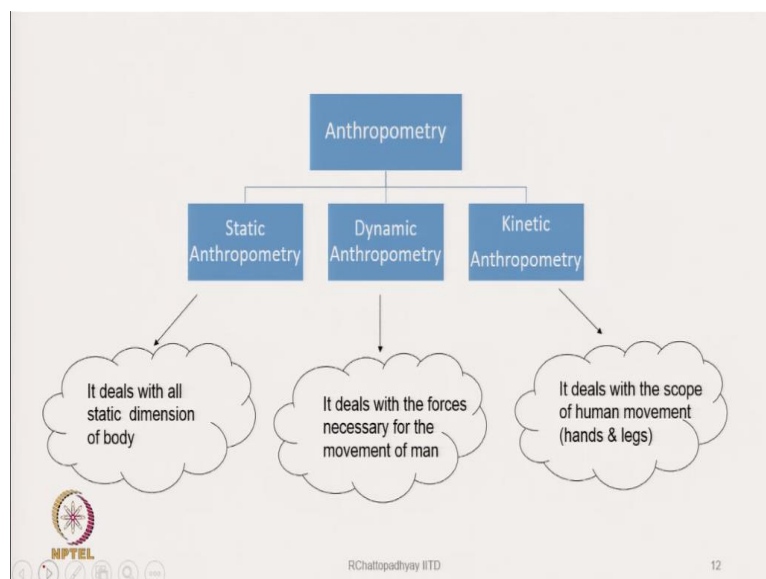 Anthropometry
Static
Anthropometry
Dynamic
Anthropometry
Kinetic
Anthropometry
It deals with all
static dimension
of body
It deals with the forces
necessary for the
movement of man
It deals with the scope
of human movement
(hands & legs)
NPTEL
RChattopadhyay IITD
12